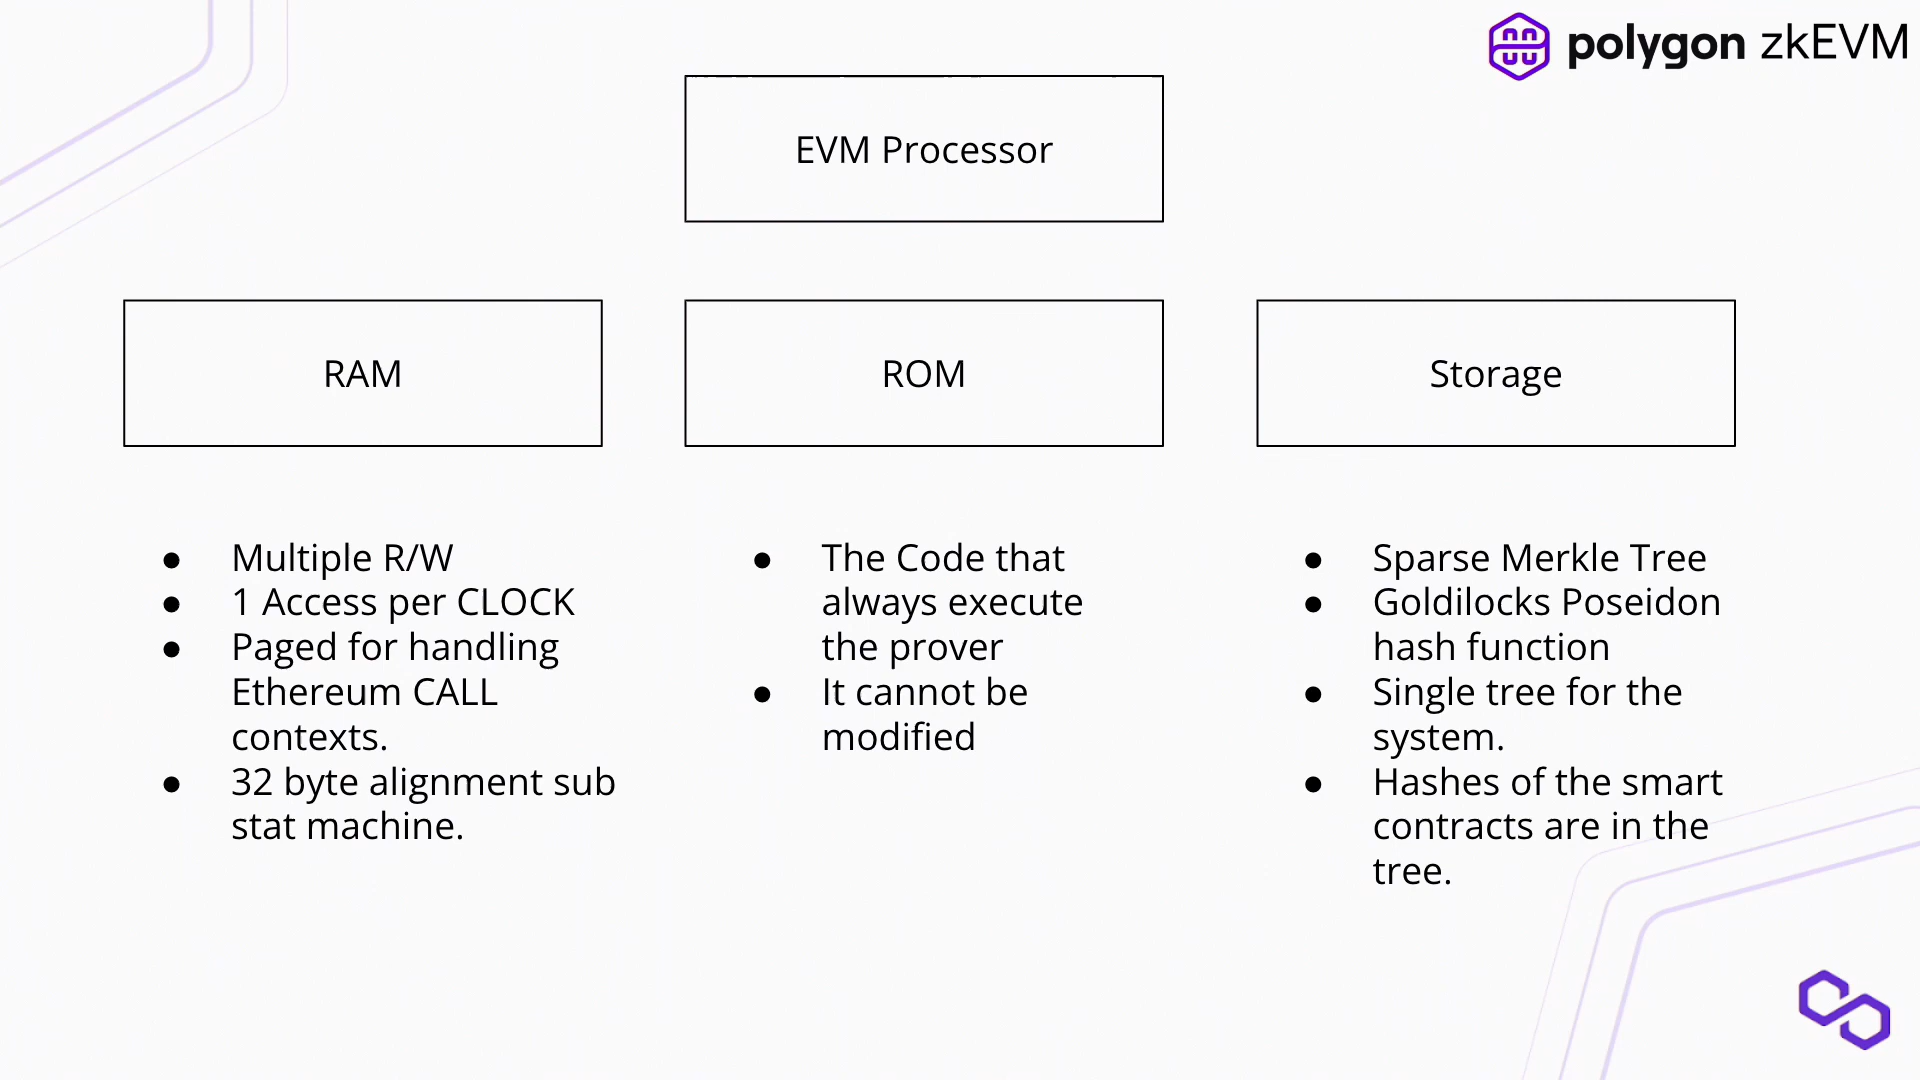 polygon zkEVM
EVM Processor
RAM
ROM
Storage
● Multiple R/W
● 1 Access per CLOCK
● Paged for handling
Ethereum CALL
contexts.
● 32 byte alignment sub
stat machine.
● The Code that
always execute
the prover
● It cannot be
modified
● Sparse Merkle Tree
● Goldilocks Poseidon
hash function
● Single tree for the
system.
● Hashes of the smart
contracts are in the
tree.